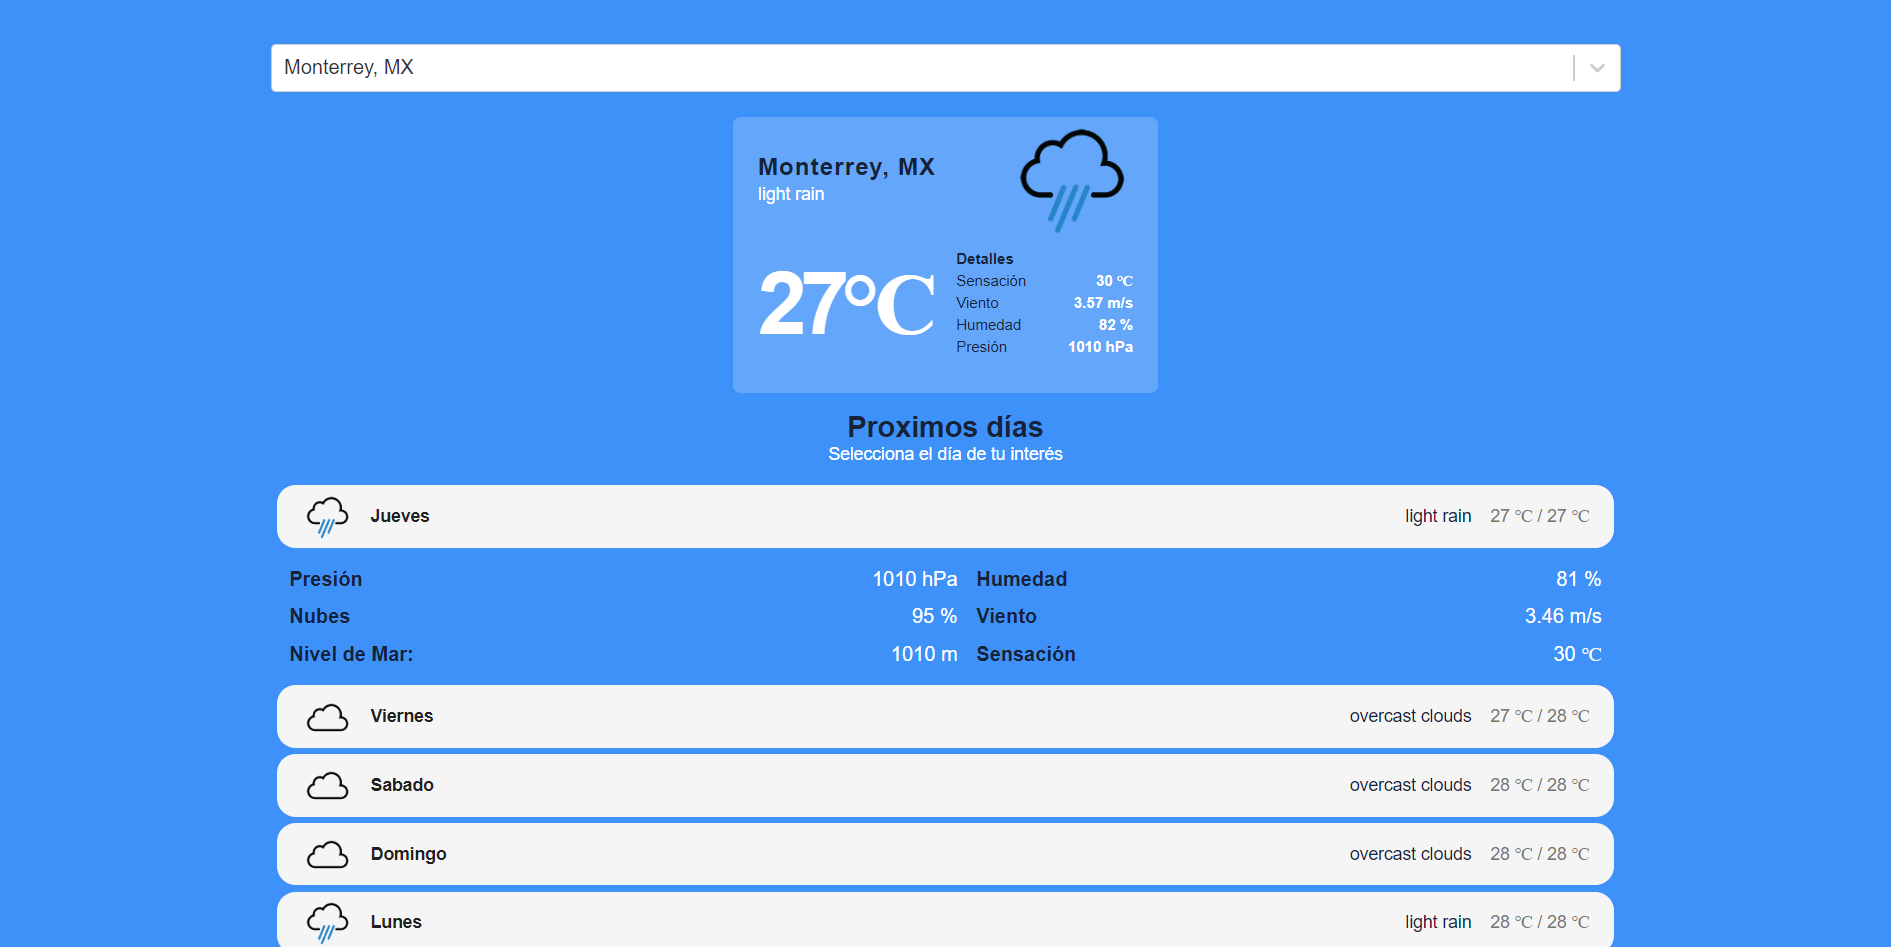 Monterrey, MX
Monterrey, MX
light rain
27°C
Detalles
Sensación 30 °C
Viento 3.57 m/s
Humedad 82 %
Presión 1010 hPa
Proximos días
Selecciona el día de tu interés
Jueves light rain 27 °C / 27 °C
Presión 1010 hPa Humedad 81 %
Nubes 95 % Viento 3.46 m/s
Nivel de Mar: 1010 m Sensación 30 °C
Viernes overcast clouds 27 °C / 28 °C
Sabado overcast clouds 28 °C / 28 °C
Domingo overcast clouds 28 °C / 28 °C
Lunes light rain 28 °C / 28 °C